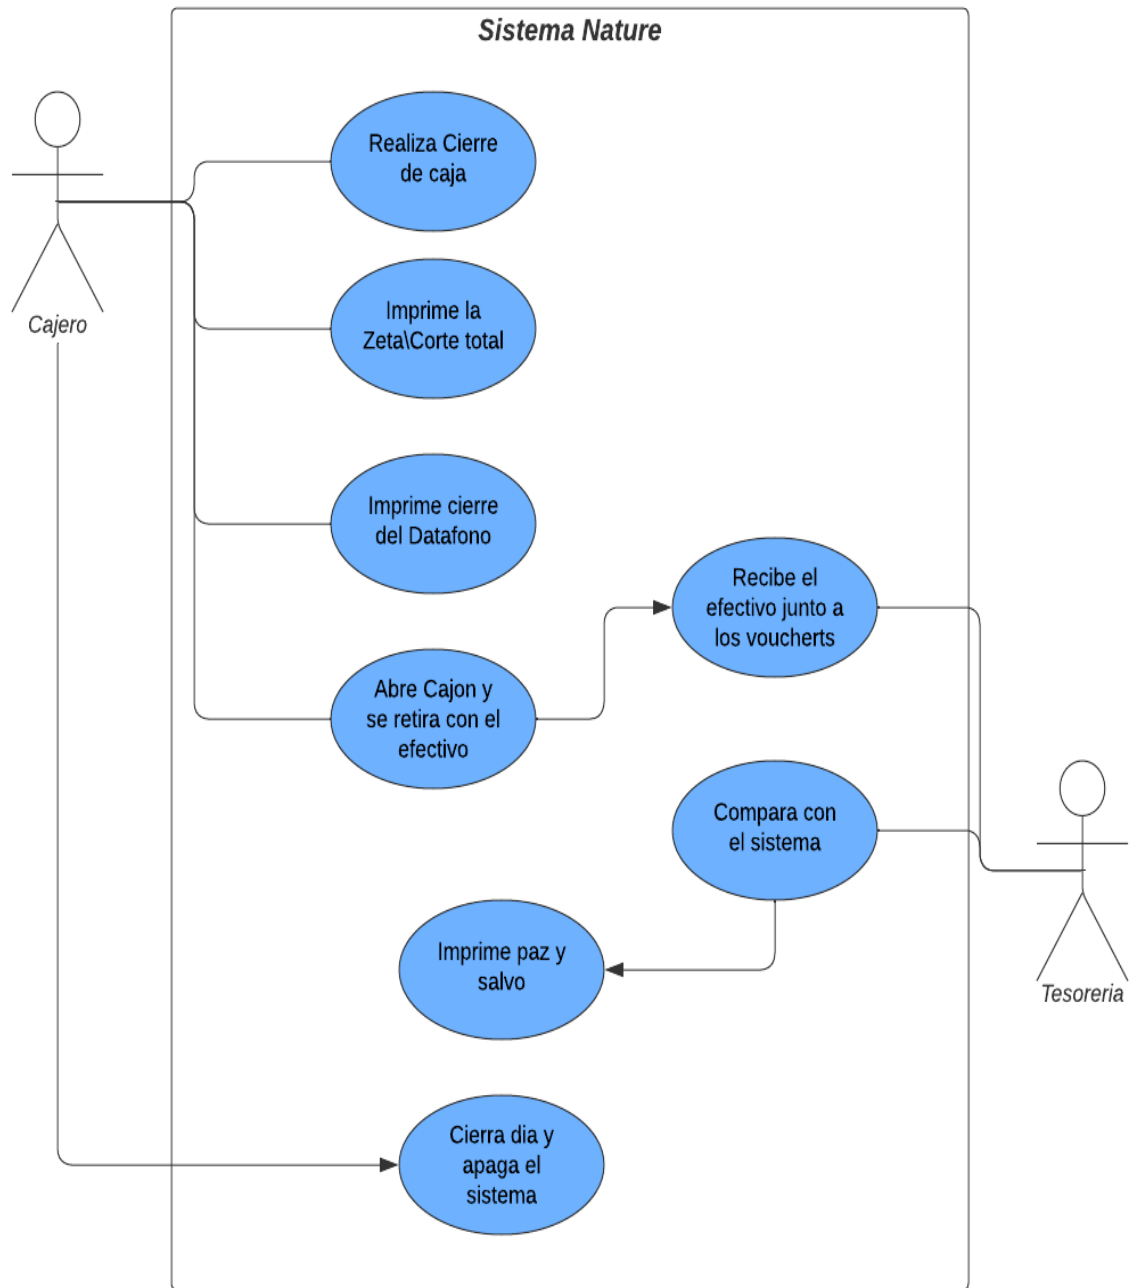 Sistema Nature
Realiza Cierre
de caja
Imprime la
Zeta\Corte total
Cajero
Imprime cierre
del Datafono
Recibe el
efectivo junto a
los voucherts
Abre Cajon y
se retira con el
efectivo
Compara con
el sistema
Imprime paz y
salvo
Tesoreria
Cierra dia y
apaga el
sistema